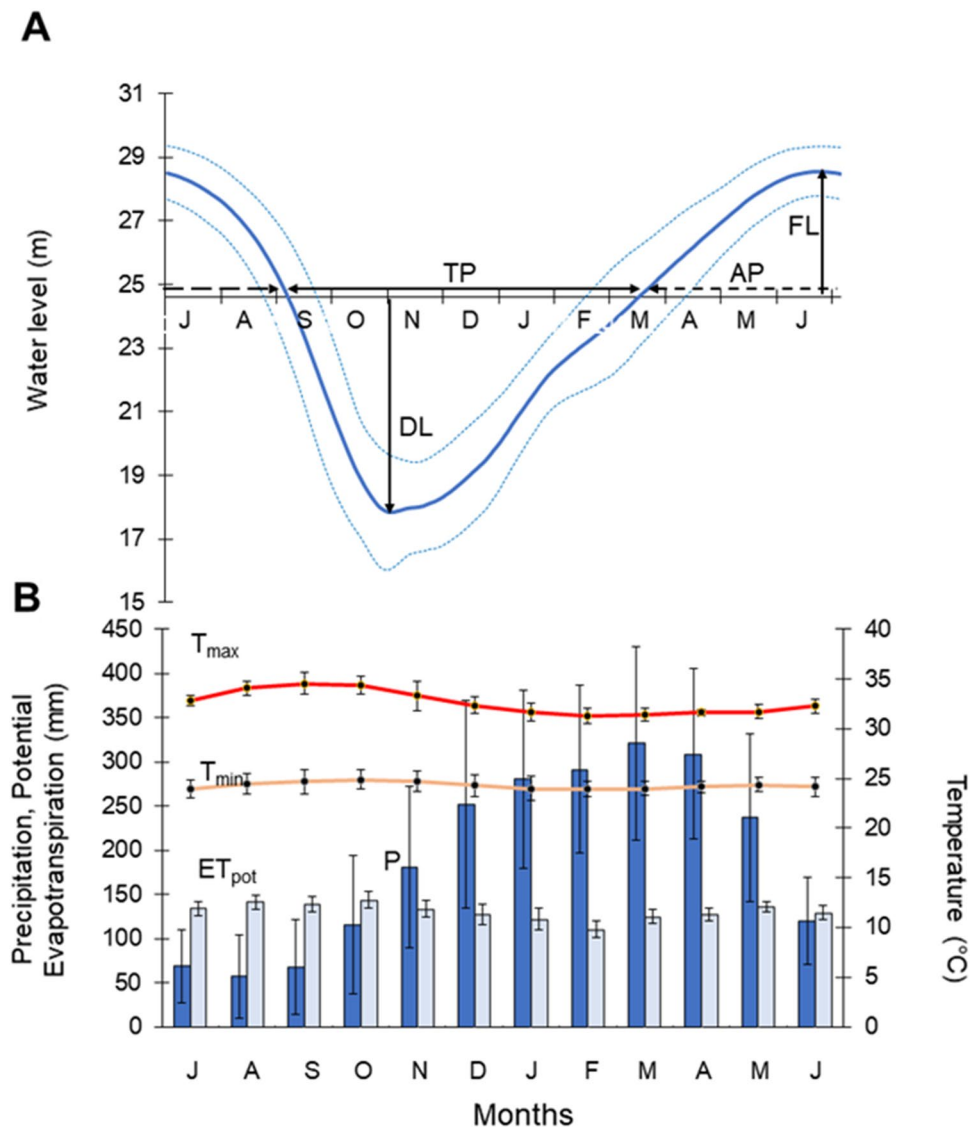 A
31
29
27
25
23
21
19
17
15
Water level (m)
TP
AP
FL
DL
J A S O N D J F M A M J
B
450
400
350
300
250
200
150
100
50
0
Precipitation, Potential
Evapotranspiration (mm)
Tmax
Tmin
ETpot
P
40
35
30
25
20
15
10
5
0
Temperature (°C)
J A S O N D J F M A M J
Months